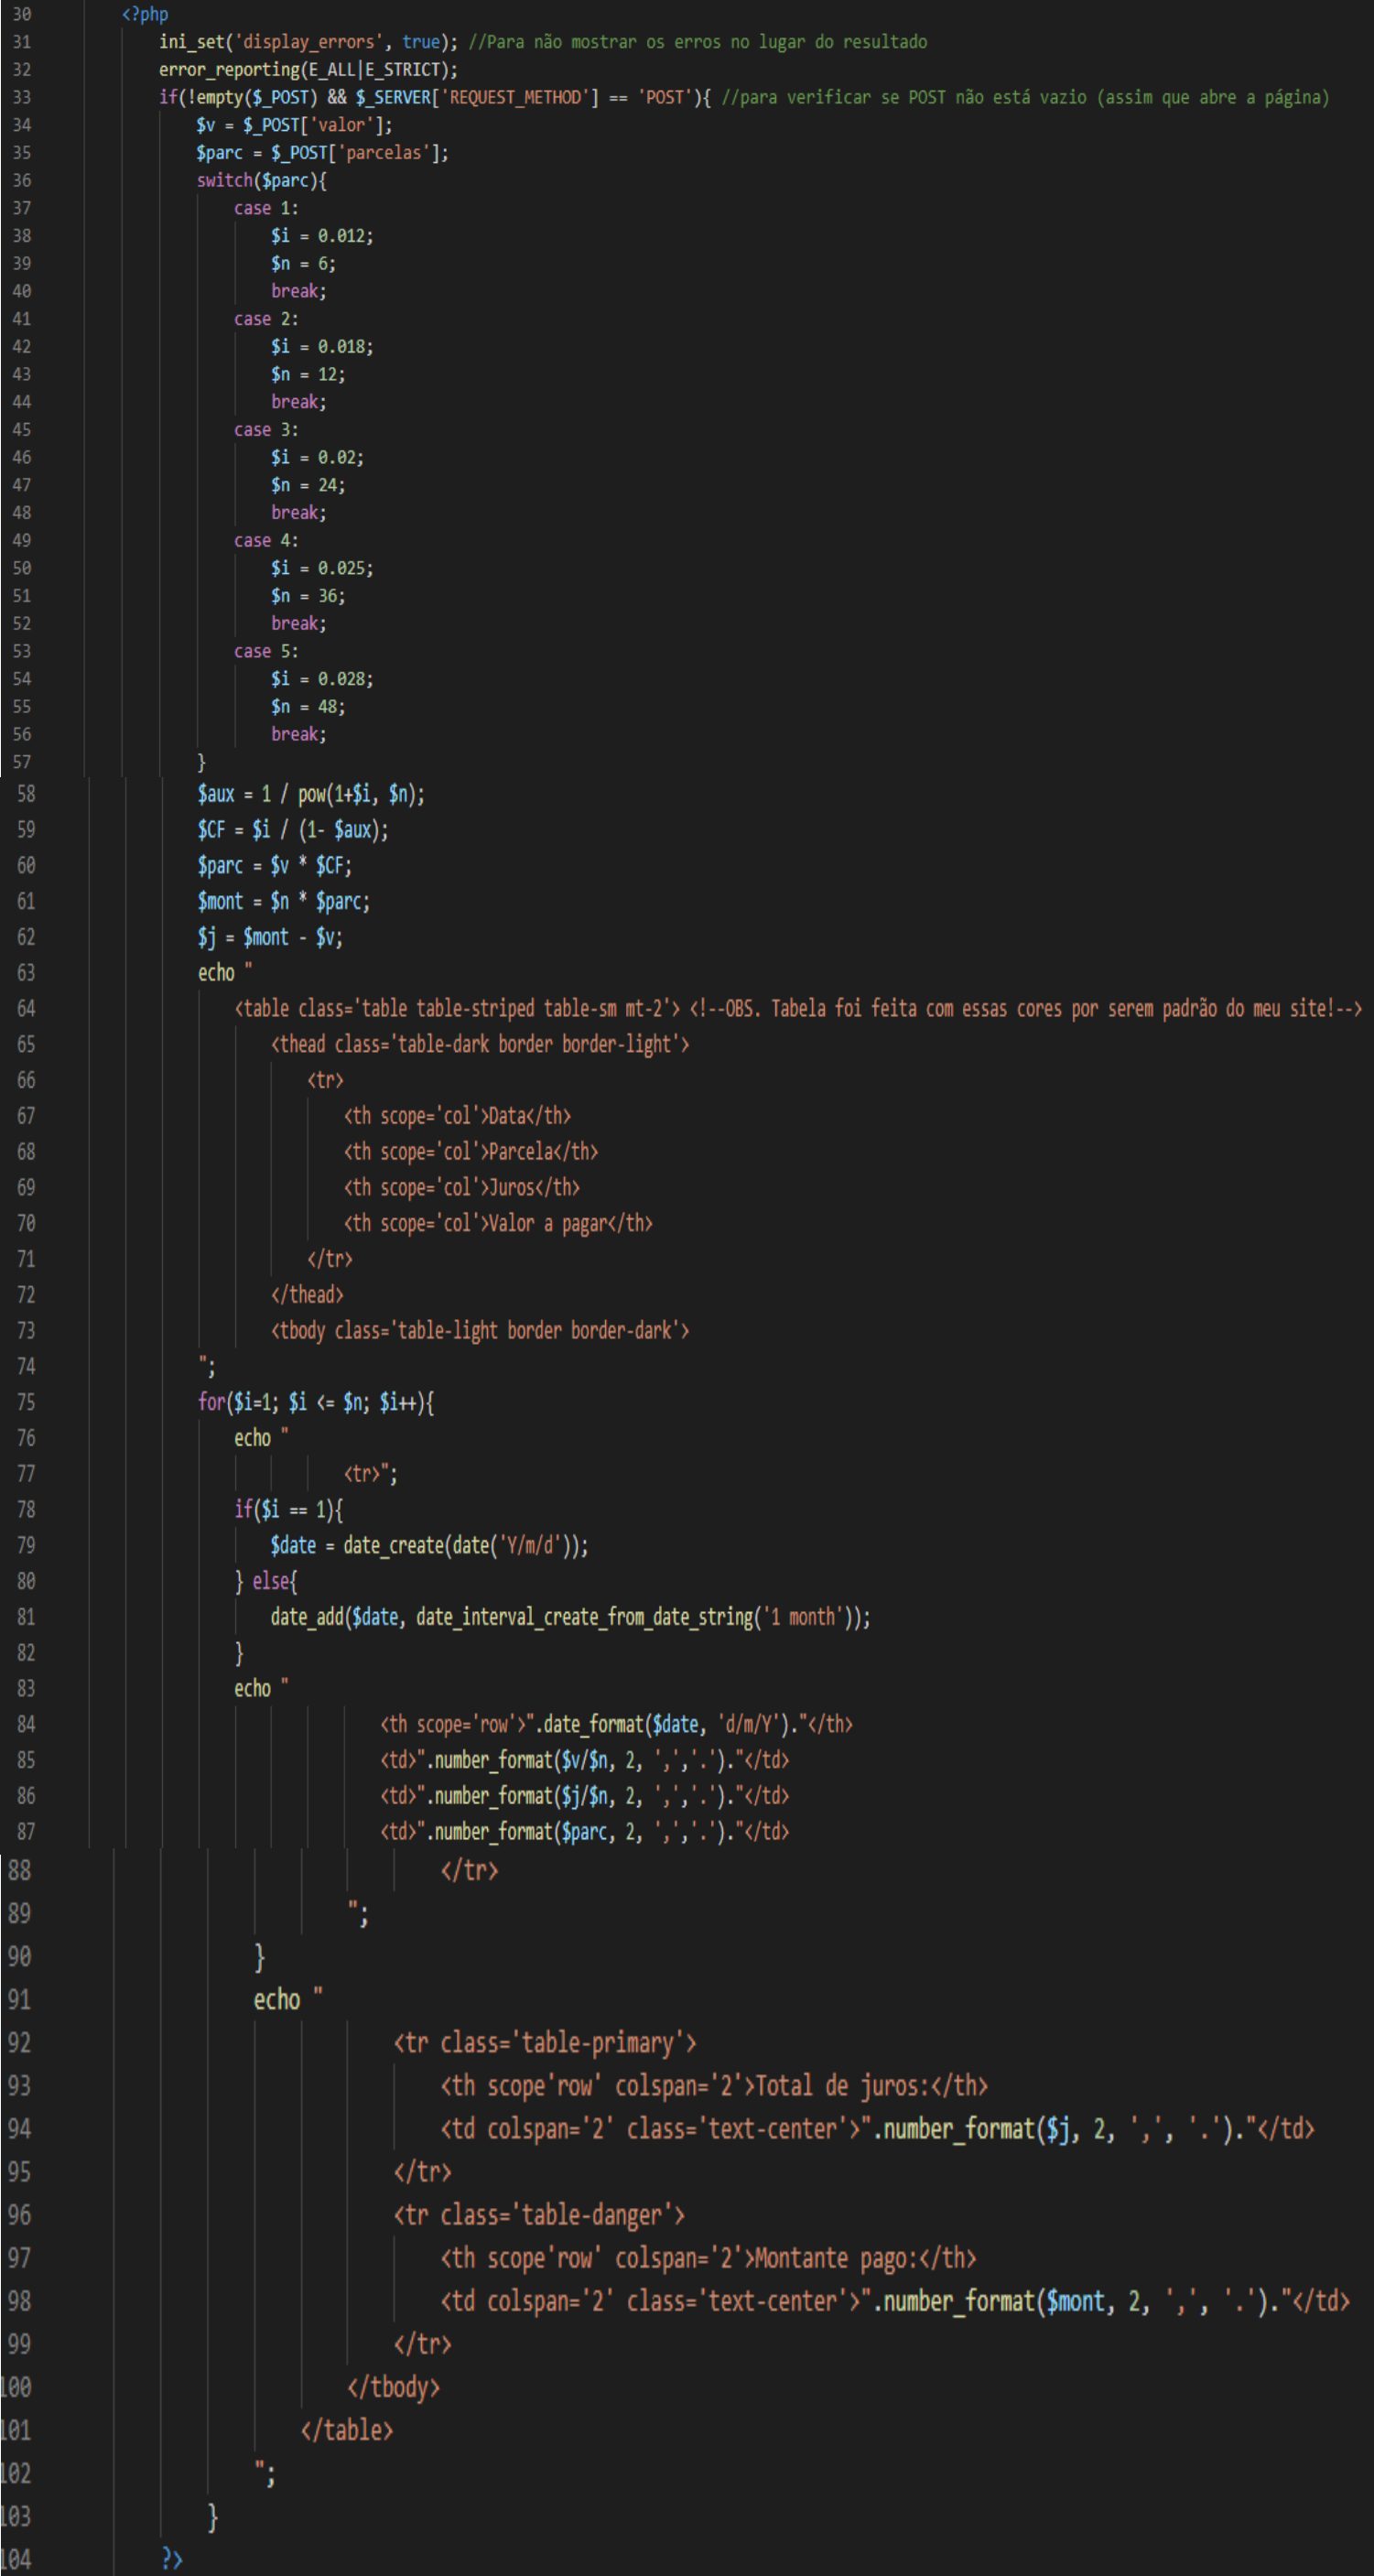 30 <?php
31 ini_set('display_errors', true); //Para não mostrar os erros no lugar do resultado
32 error_reporting(E_ALL|E_STRICT);
33 if(!empty($_POST) && $_SERVER['REQUEST_METHOD'] == 'POST'){ //para verificar se POST não está vazio (assim que abre a página)
34 $v = $_POST['valor'];
35 $parc = $_POST['parcelas'];
36 switch($parc){
37 case 1:
38 $i = 0.012;
39 $n = 6;
40 break;
41 case 2:
42 $i = 0.018;
43 $n = 12;
44 break;
45 case 3:
46 $i = 0.02;
47 $n = 24;
48 break;
49 case 4:
50 $i = 0.025;
51 $n = 36;
52 break;
53 case 5:
54 $i = 0.028;
55 $n = 48;
56 break;
57 }
58 $aux = 1 / pow(1+$i, $n);
59 $CF = $i / (1- $aux);
60 $parc = $v * $CF;
61 $mont = $n * $parc;
62 $j = $mont - $v;
63 echo "
64 <table class='table table-striped table-sm mt-2'> <!--OBS. Tabela foi feita com essas cores por serem padrão do meu site!-->
65 <thead class='table-dark border border-light'>
66 <tr>
67 <th scope='col'>Data</th>
68 <th scope='col'>Parcela</th>
69 <th scope='col'>Juros</th>
70 <th scope='col'>Valor a pagar</th>
71 </tr>
72 </thead>
73 <tbody class='table-light border border-dark'>
74 ";
75 for($i=1; $i <= $n; $i++){
76 echo "
77 <tr>";
78 if($i == 1){
79 $date = date_create(date('Y/m/d'));
80 } else{
81 date_add($date, date_interval_create_from_date_string('1 month'));
82 }
83 echo "
84 <th scope='row'>".date_format($date, 'd/m/Y')."</th>
85 <td>".number_format($v/$n, 2, ',','.')."</td>
86 <td>".number_format($j/$n, 2, ',','.')."</td>
87 <td>".number_format($parc, 2, ',','.')."</td>
88 </tr>
89 ";
90 }
91 echo "
92 <tr class='table-primary'>
93 <th scope'row' colspan='2'>Total de juros:</th>
94 <td colspan='2' class='text-center'>".number_format($j, 2, ',', '.')."</td>
95 </tr>
96 <tr class='table-danger'>
97 <th scope'row' colspan='2'>Montante pago:</th>
98 <td colspan='2' class='text-center'>".number_format($mont, 2, ',', '.')."</td>
99 </tr>
100 </tbody>
101 </table>
102 ";
103 }
104 ?>